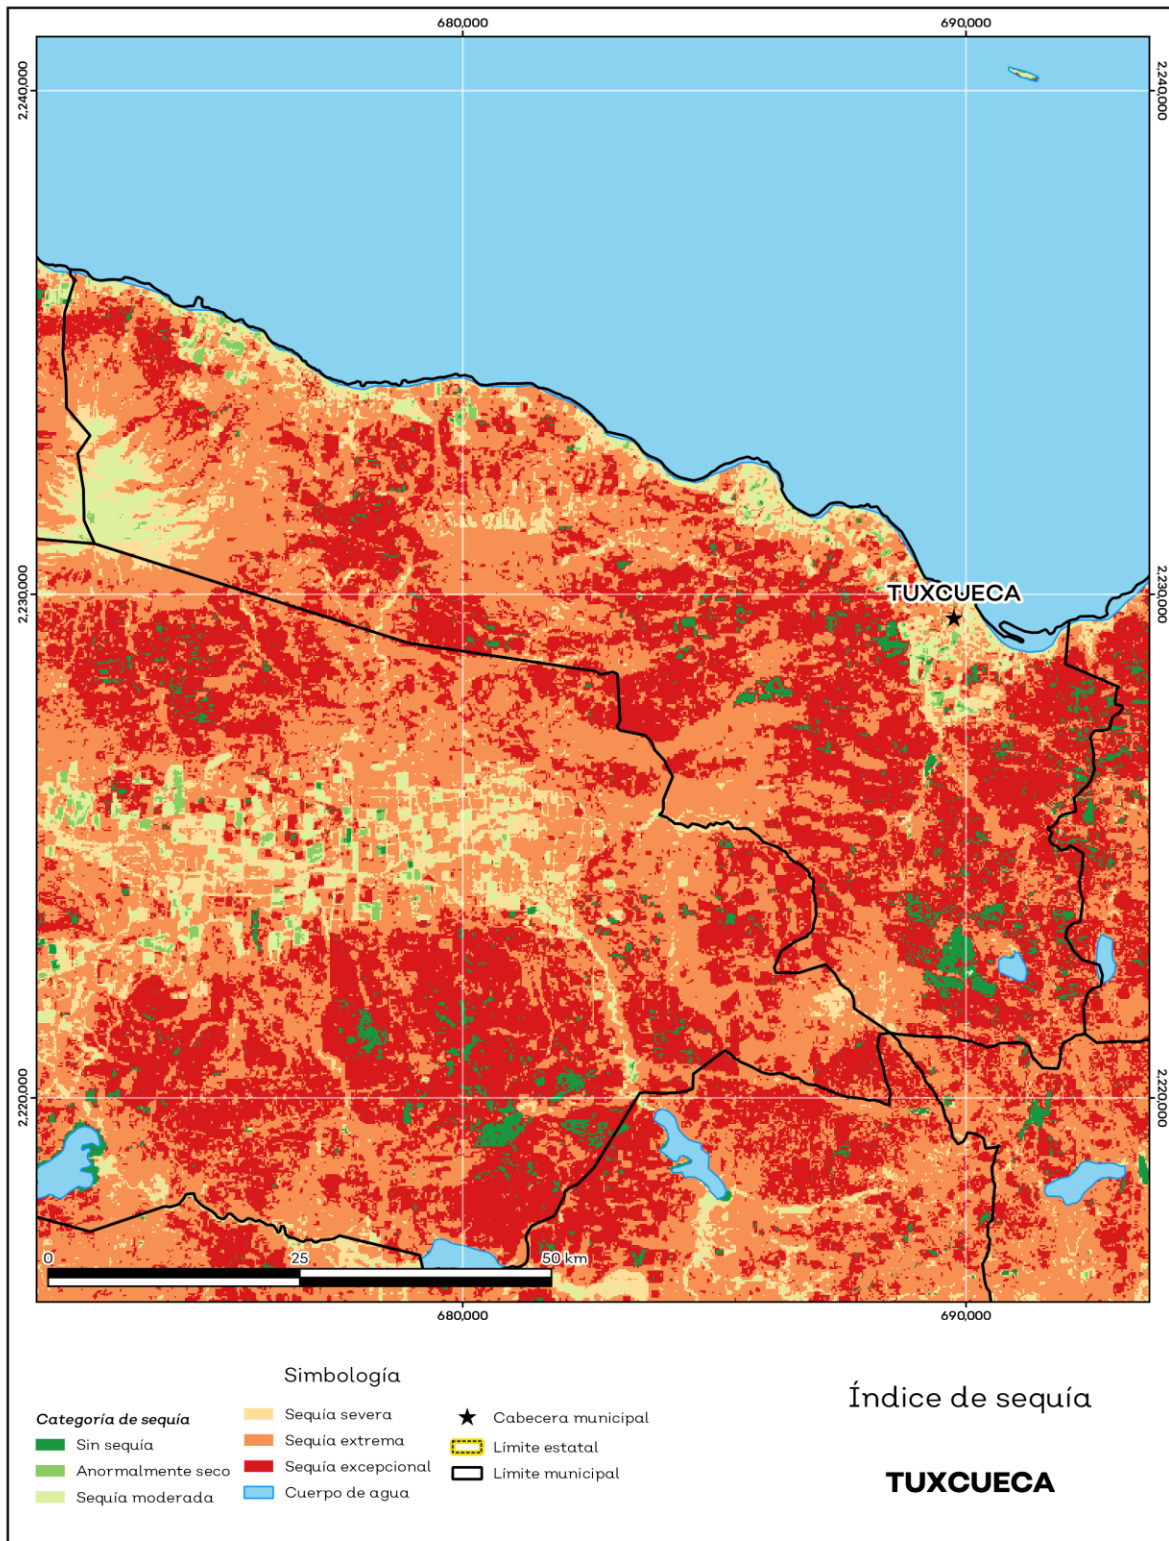 680,000
690,000
2,240,000
2,240,000
TUXCUECA
2,230,000
2,230,000
2,220,000
2,220,000
0
25
50 km
680,000
690,000
Simbología
Categoría de sequía
Sin sequía
Anormalmente seco
Sequía moderada
Sequía severa
Sequía extrema
Sequía excepcional
Cuerpo de agua
Cabecera municipal
Límite estatal
Límite municipal
Índice de sequía
TUXCUECA